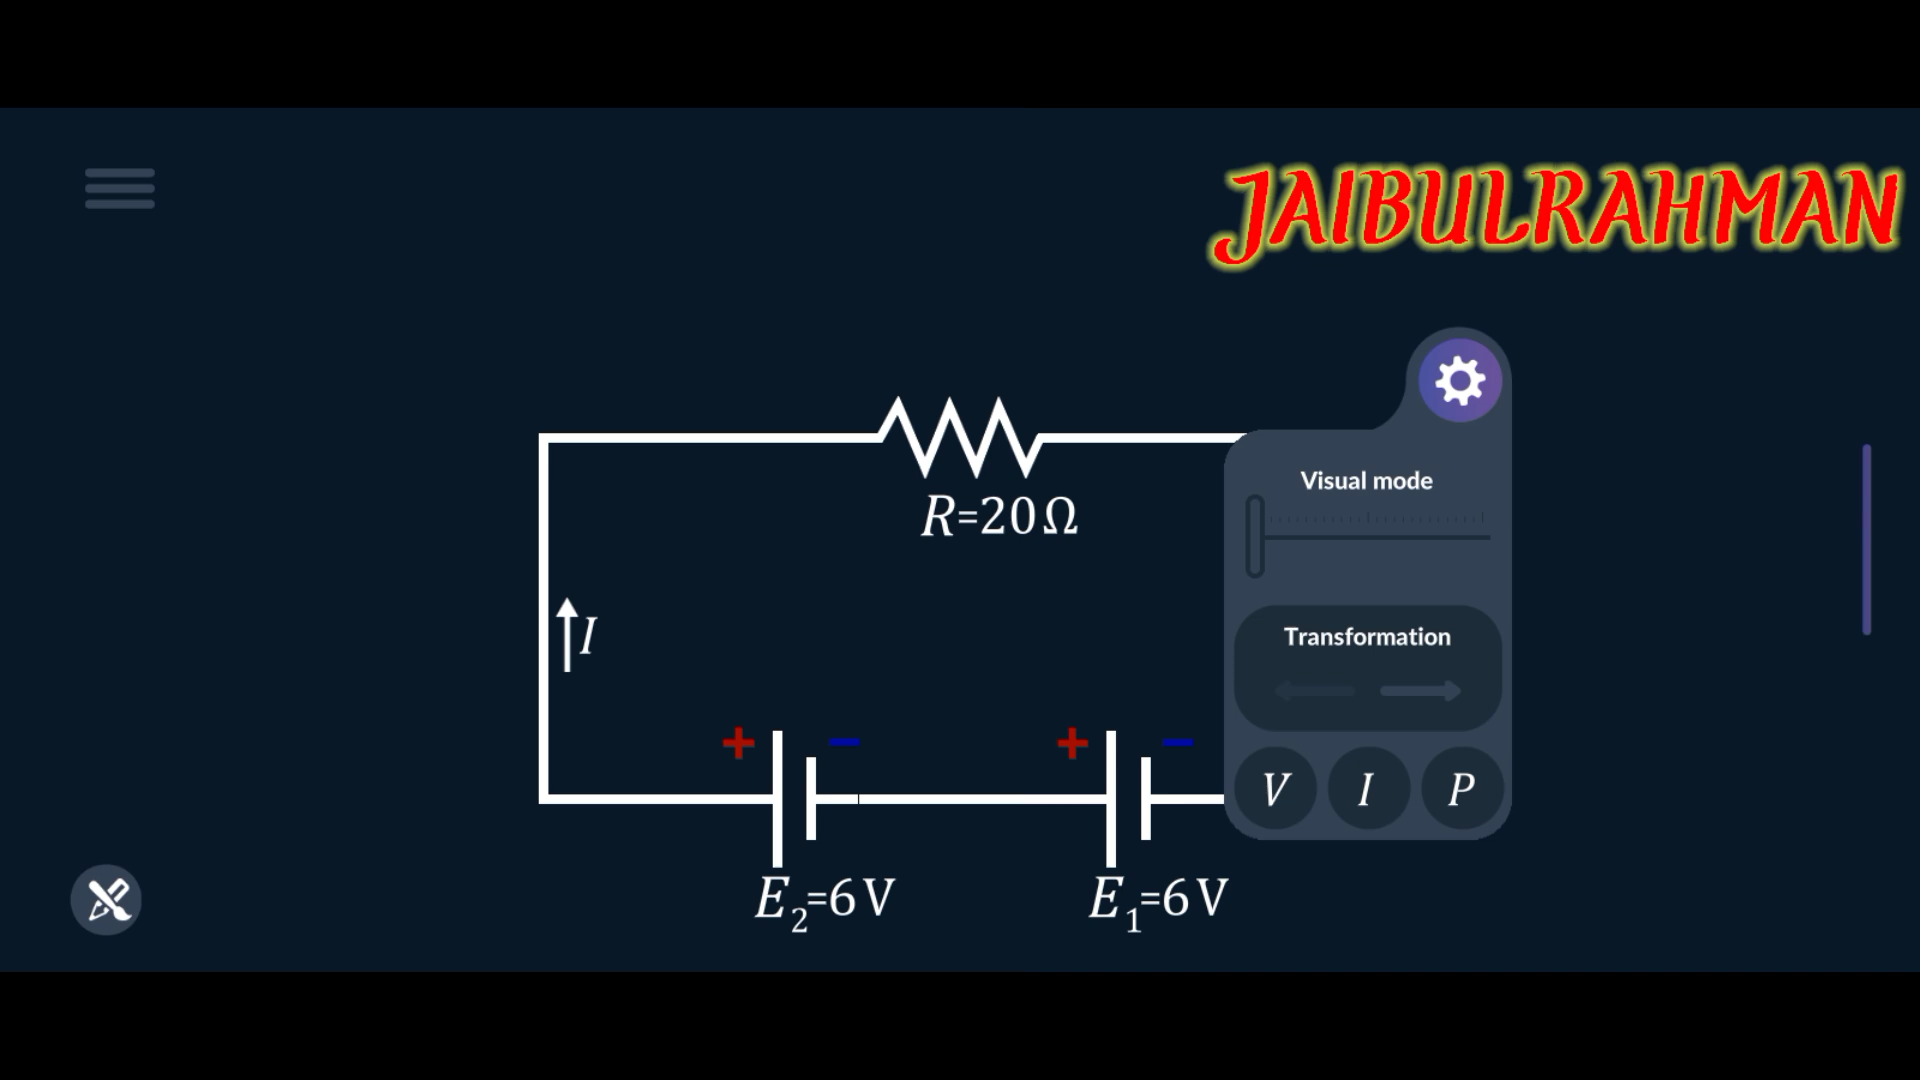 JAIBULRAHMAN
Visual mode
R=20Ω
I
Transformation
+ − + −
V I P
E₂=6V E₁=6V